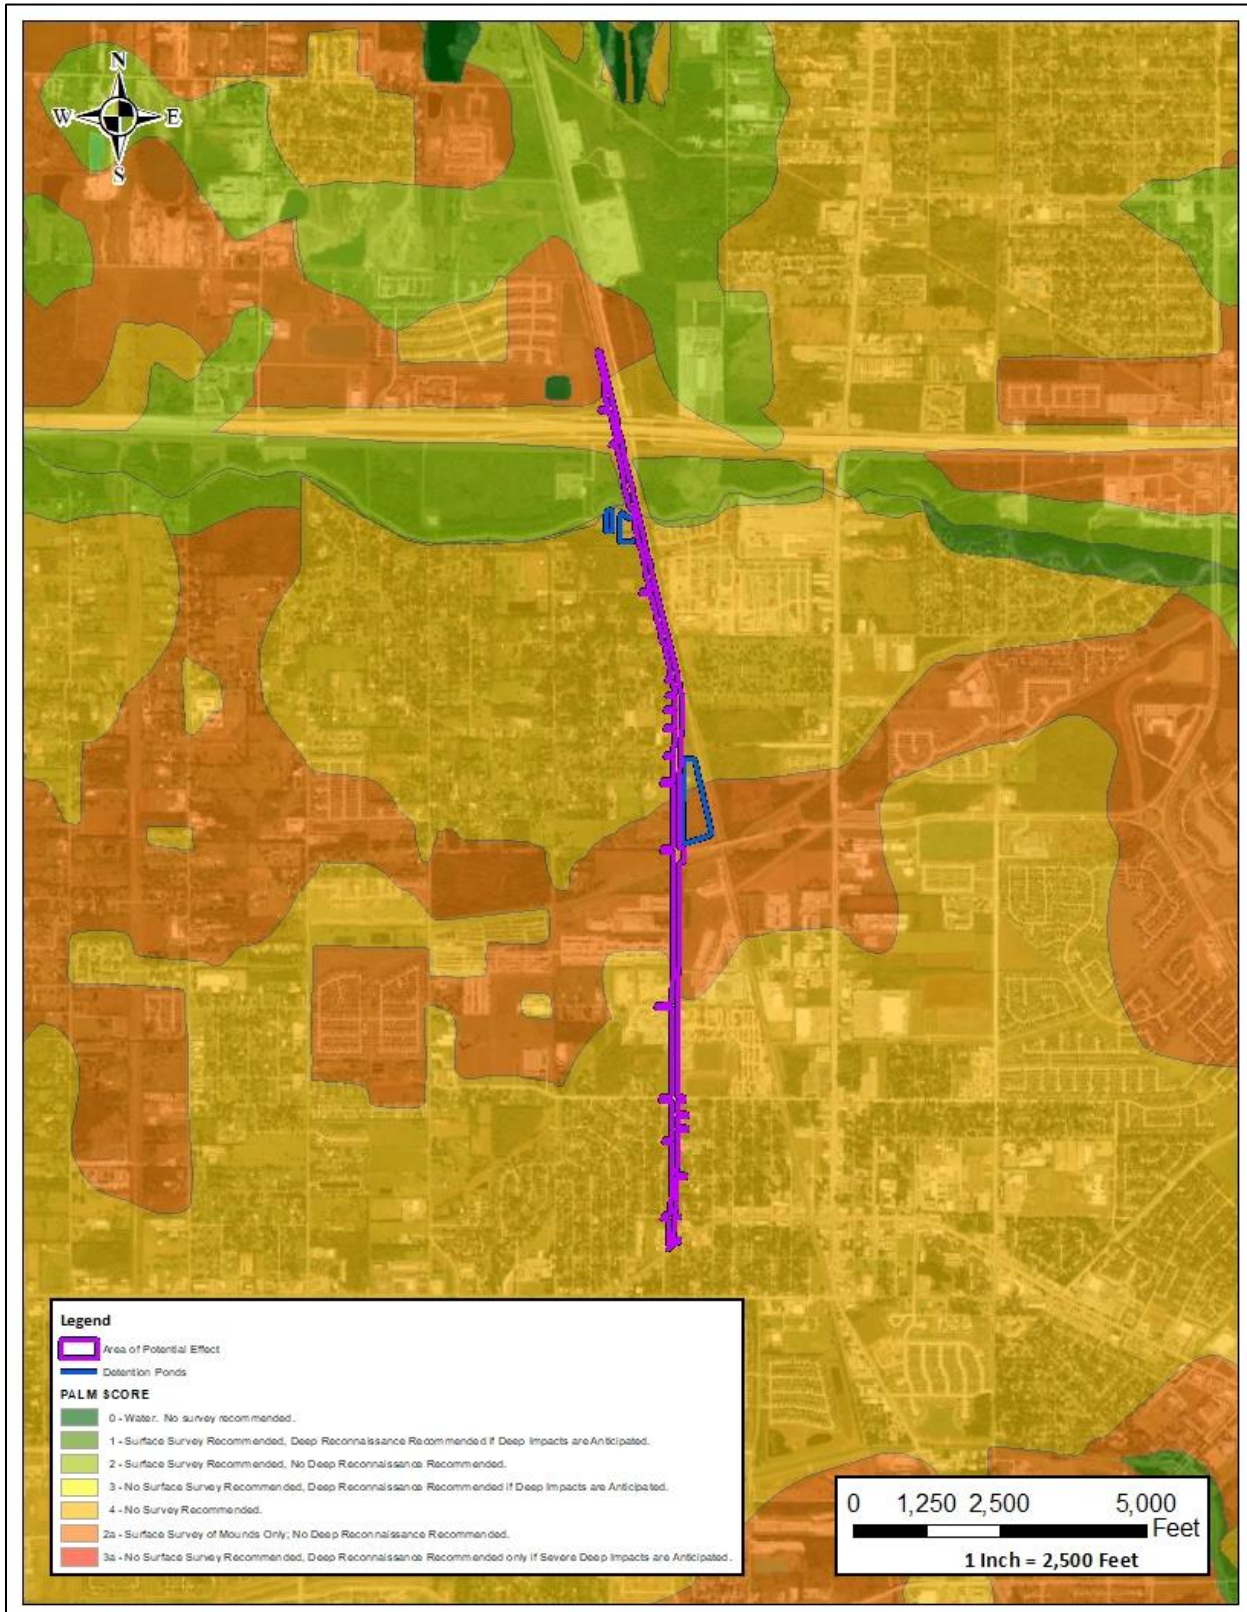 N
W E
S
Legend
Area of Potential Effect
Detention Ponds
PALM SCORE
0 - Water. No survey recommended.
1 - Surface Survey Recommended, Deep Reconnaissance Recommended if Deep Impacts are Anticipated.
2 - Surface Survey Recommended, No Deep Reconnaissance Recommended.
3 - No Surface Survey Recommended, Deep Reconnaissance Recommended if Deep Impacts are Anticipated.
4 - No Survey Recommended.
2a - Surface Survey of Mounds Only; No Deep Reconnaissance Recommended.
3a - No Surface Survey Recommended, Deep Reconnaissance Recommended only if Severe Deep Impacts are Anticipated.
0 1,250 2,500 5,000
Feet
1 Inch = 2,500 Feet